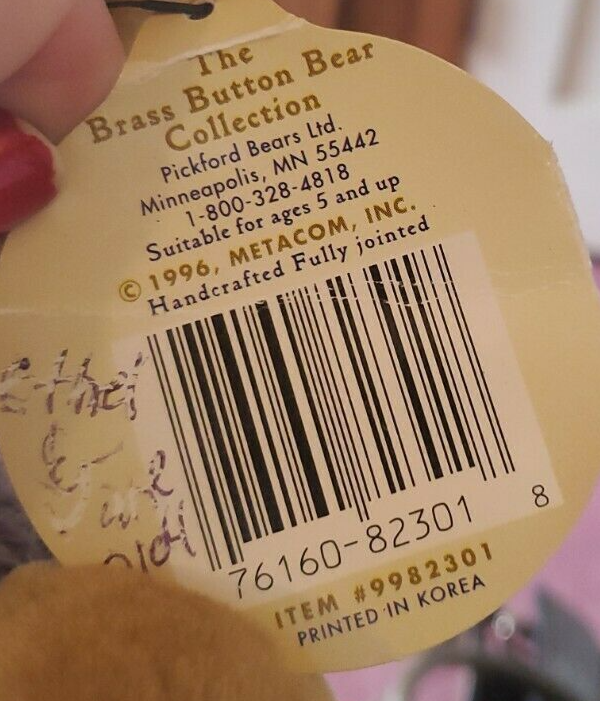 The
Brass Button Bear
Collection
Pickford Bears Ltd.
Minneapolis, MN 55442
1-800-328-4818
Suitable for ages 5 and up
© 1996, METACOM, INC.
Handcrafted Fully jointed
76160-82301 8
ITEM #9982301
PRINTED IN KOREA